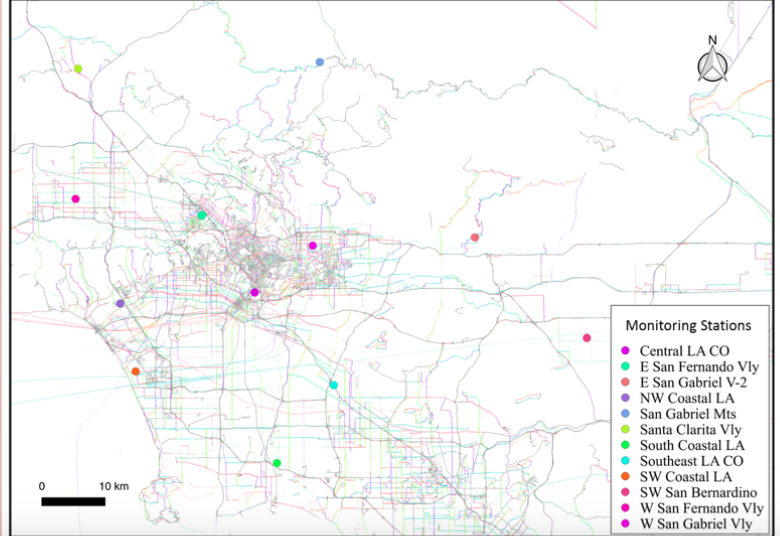 N
Monitoring Stations
Central LA CO
E San Fernando Vly
E San Gabriel V-2
NW Coastal LA
San Gabriel Mts
Santa Clarita Vly
South Coastal LA
Southeast LA CO
SW Coastal LA
SW San Bernardino
W San Fernando Vly
W San Gabriel Vly
0 10 km